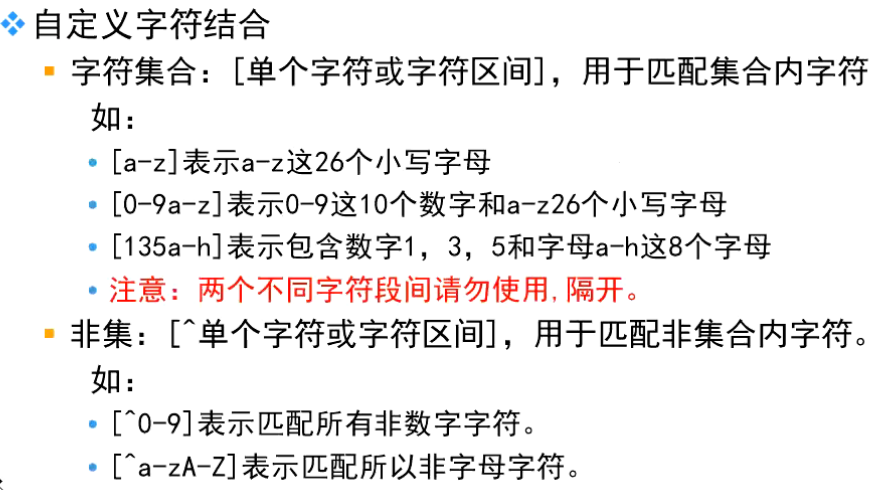 自定义字符结合
字符集合：[单个字符或字符区间]，用于匹配集合内字符
如：
[a-z]表示a-z这26个小写字母
[0-9a-z]表示0-9这10个数字和a-z26个小写字母
[135a-h]表示包含数字1，3，5和字母a-h这8个字母
注意：两个不同字符段间请勿使用,隔开。
非集：[^单个字符或字符区间]，用于匹配非集合内字符。
如：
[^0-9]表示匹配所有非数字字符。
[^a-zA-Z]表示匹配所以非字母字符。